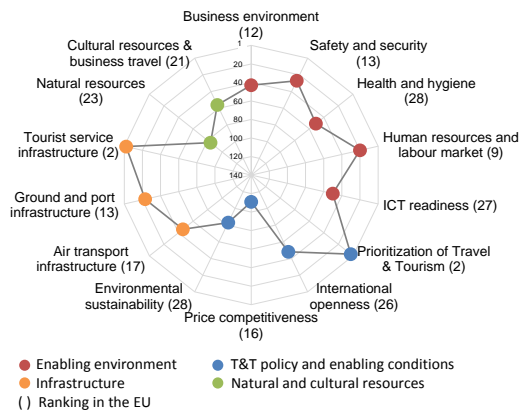 Business environment
(12)
Cultural resources &
business travel (21)
Safety and security
(13)
Natural resources
(23)
Health and hygiene
(28)
Tourist service
infrastructure (2)
Human resources and
labour market (9)
Ground and port
infrastructure (13)
ICT readiness (27)
Air transport
infrastructure (17)
Prioritization of Travel
& Tourism (2)
Environmental
sustainability (28)
International
openness (26)
Price competitiveness
(16)
1
20
40
60
80
100
120
140
Enabling environment
T&T policy and enabling conditions
Infrastructure
Natural and cultural resources
( ) Ranking in the EU